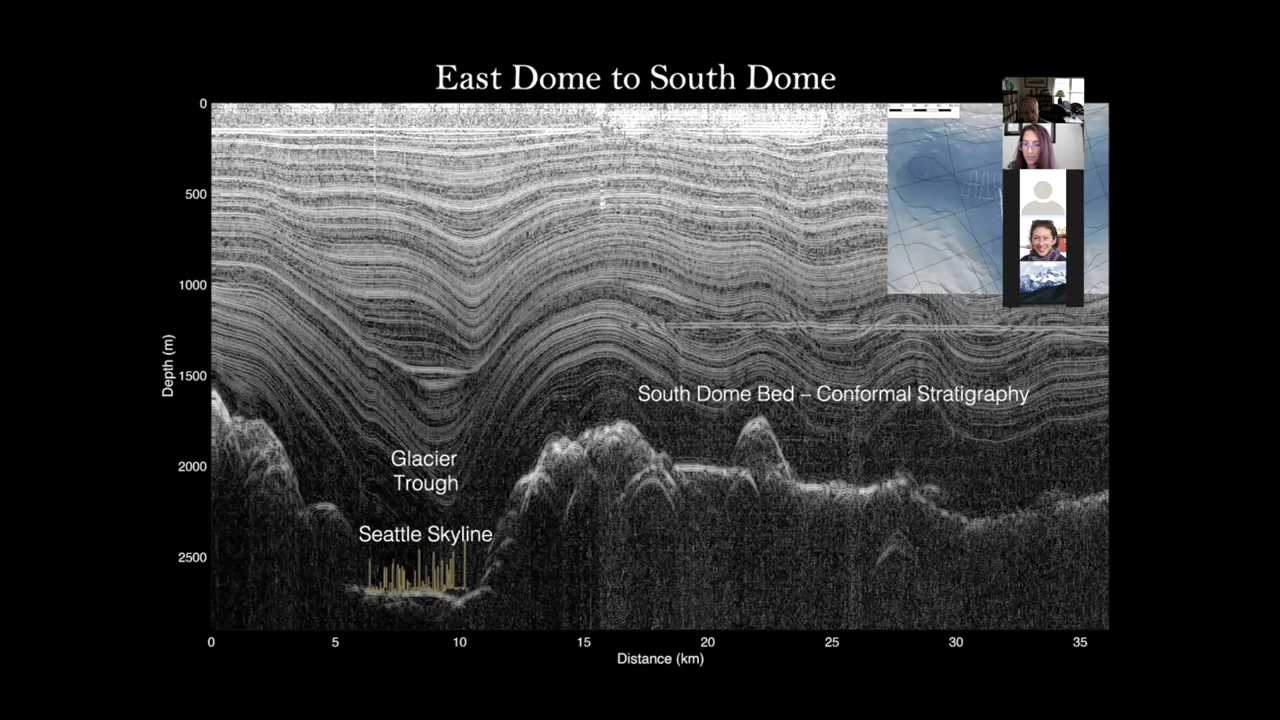 East Dome to South Dome
0
500
1000
1500
2000
2500
Depth (m)
South Dome Bed – Conformal Stratigraphy
Glacier
Trough
Seattle Skyline
0 5 10 15 20 25 30 35
Distance (km)